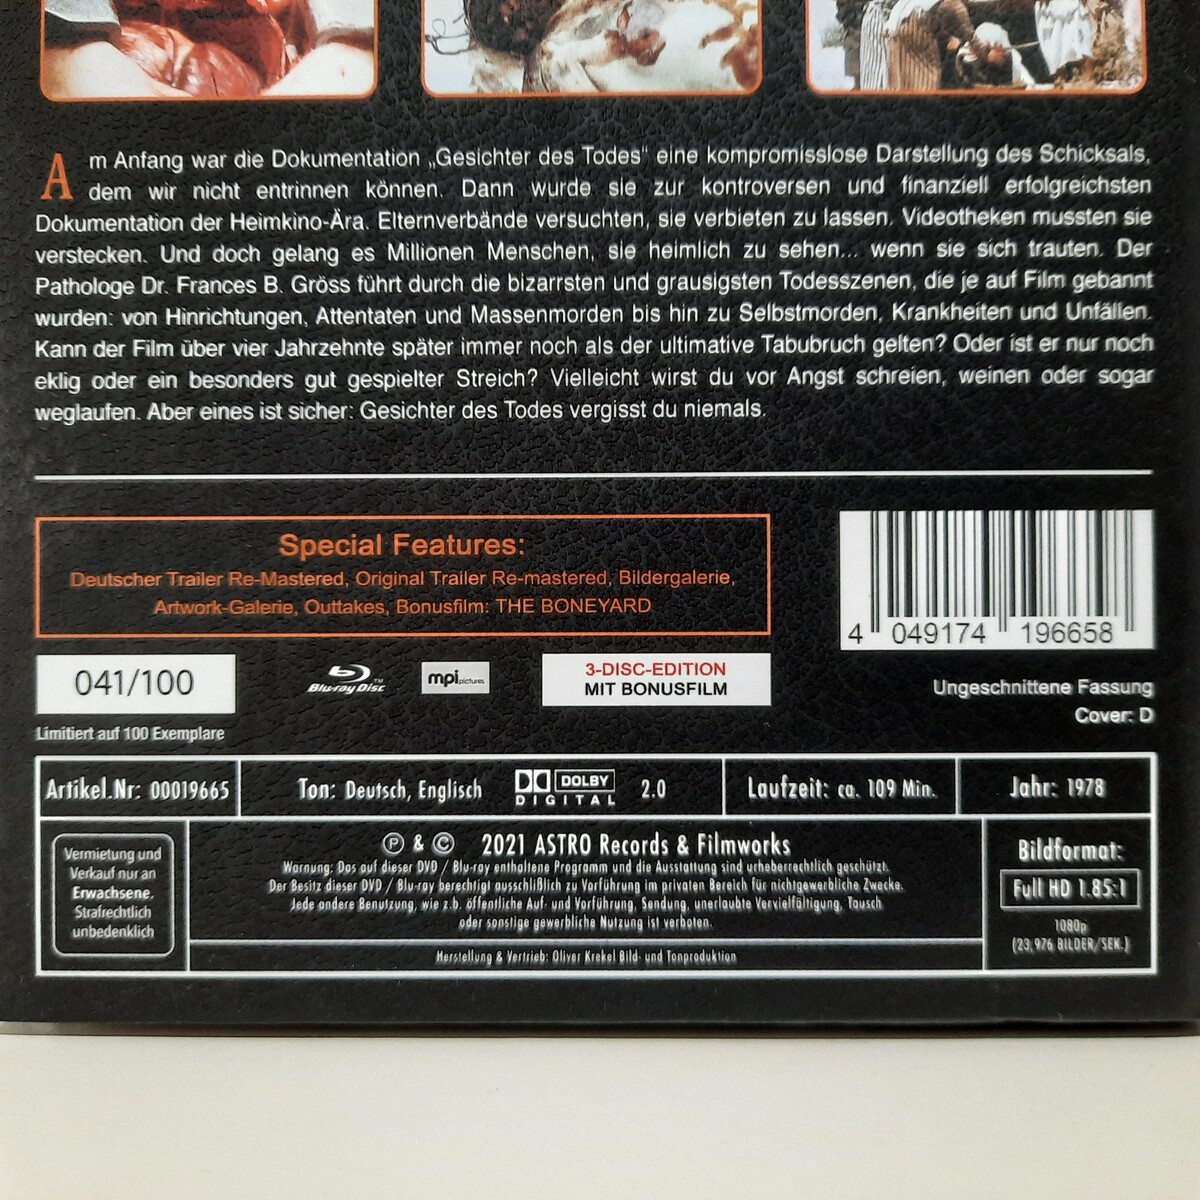 Am Anfang war die Dokumentation „Gesichter des Todes“ eine kompromisslose Darstellung des Schicksals,
dem wir nicht entrinnen können. Dann wurde sie zur kontroversen und finanziell erfolgreichsten
Dokumentation der Heimkino-Ära. Elternverbände versuchten, sie verbieten zu lassen. Videotheken mussten sie
verstecken. Und doch gelang es Millionen Menschen, sie heimlich zu sehen... wenn sie sich trauten. Der
Pathologe Dr. Frances B. Gröss führt durch die bizarrsten und grausigsten Todesszenen, die je auf Film gebannt
wurden: von Hinrichtungen, Attentaten und Massenmorden bis hin zu Selbstmorden, Krankheiten und Unfällen.
Kann der Film über vier Jahrzehnte später immer noch als der ultimative Tabubruch gelten? Oder ist er nur noch
eklig oder ein besonders gut gespielter Streich? Vielleicht wirst du vor Angst schreien, weinen oder sogar
weglaufen. Aber eines ist sicher: Gesichter des Todes vergisst du niemals.
Special Features:
Deutscher Trailer Re-Mastered, Original Trailer Re-mastered, Bildergalerie,
Artwork-Galerie, Outtakes, Bonusfilm: THE BONEYARD
4 049174 196658
041/100
Limitiert auf 100 Exemplare
Blu-ray Disc™
mpi pictures
3-DISC-EDITION
MIT BONUSFILM
Ungeschnittene Fassung
Cover: D
Artikel.Nr: 00019665
Ton: Deutsch, Englisch
DOLBY
DIGITAL
2.0
Laufzeit: ca. 109 Min.
Jahr: 1978
Vermietung und
Verkauf nur an
Erwachsene.
Strafrechtlich
unbedenklich
Ⓟ & © 2021 ASTRO Records & Filmworks
Warnung: Das auf dieser DVD / Blu-ray enthaltene Programm und die Ausstattung sind urheberrechtlich geschützt.
Der Besitz dieser DVD / Blu-ray berechtigt ausschließlich zu Vorführung im privaten Bereich für nichtgewerbliche Zwecke.
Jede andere Benutzung, wie z.b. öffentliche Auf- und Vorführung, Sendung, unerlaubte Vervielfältigung, Tausch
oder sonstige gewerbliche Nutzung ist verboten.
Herstellung & Vertrieb: Oliver Krekel Bild- und Tonproduktion
Bildformat:
Full HD 1.85:1
1080p
(23,976 BILDER/SEK.)